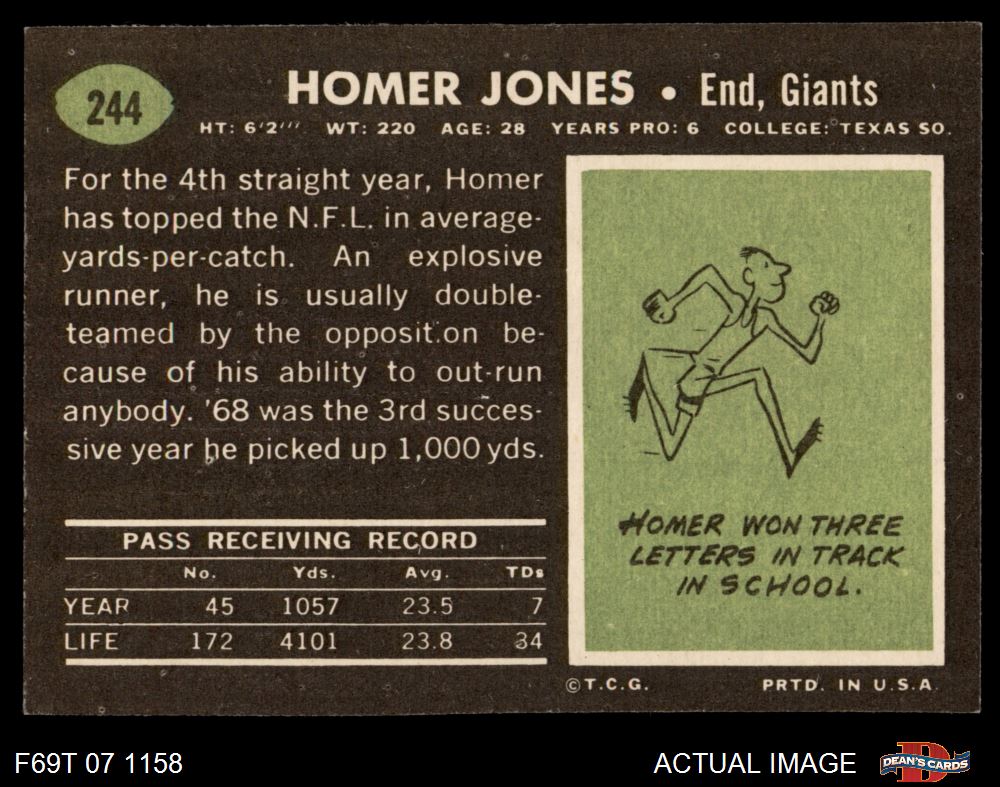 244
HOMER JONES • End, Giants
HT: 6'2''' WT: 220 AGE: 28 YEARS PRO: 6 COLLEGE: TEXAS SO.
For the 4th straight year, Homer
has topped the N.F.L. in average-
yards-per-catch. An explosive
runner, he is usually double-
teamed by the opposit.on be-
cause of his ability to out-run
anybody. '68 was the 3rd succes-
sive year he picked up 1,000 yds.
PASS RECEIVING RECORD
No. Yds. Avg. TDs
YEAR 45 1057 23.5 7
LIFE 172 4101 23.8 34
HOMER WON THREE
LETTERS IN TRACK
IN SCHOOL.
©T.C.G. PRTD. IN U.S.A.
F69T 07 1158 ACTUAL IMAGE D DEAN'S CARDS